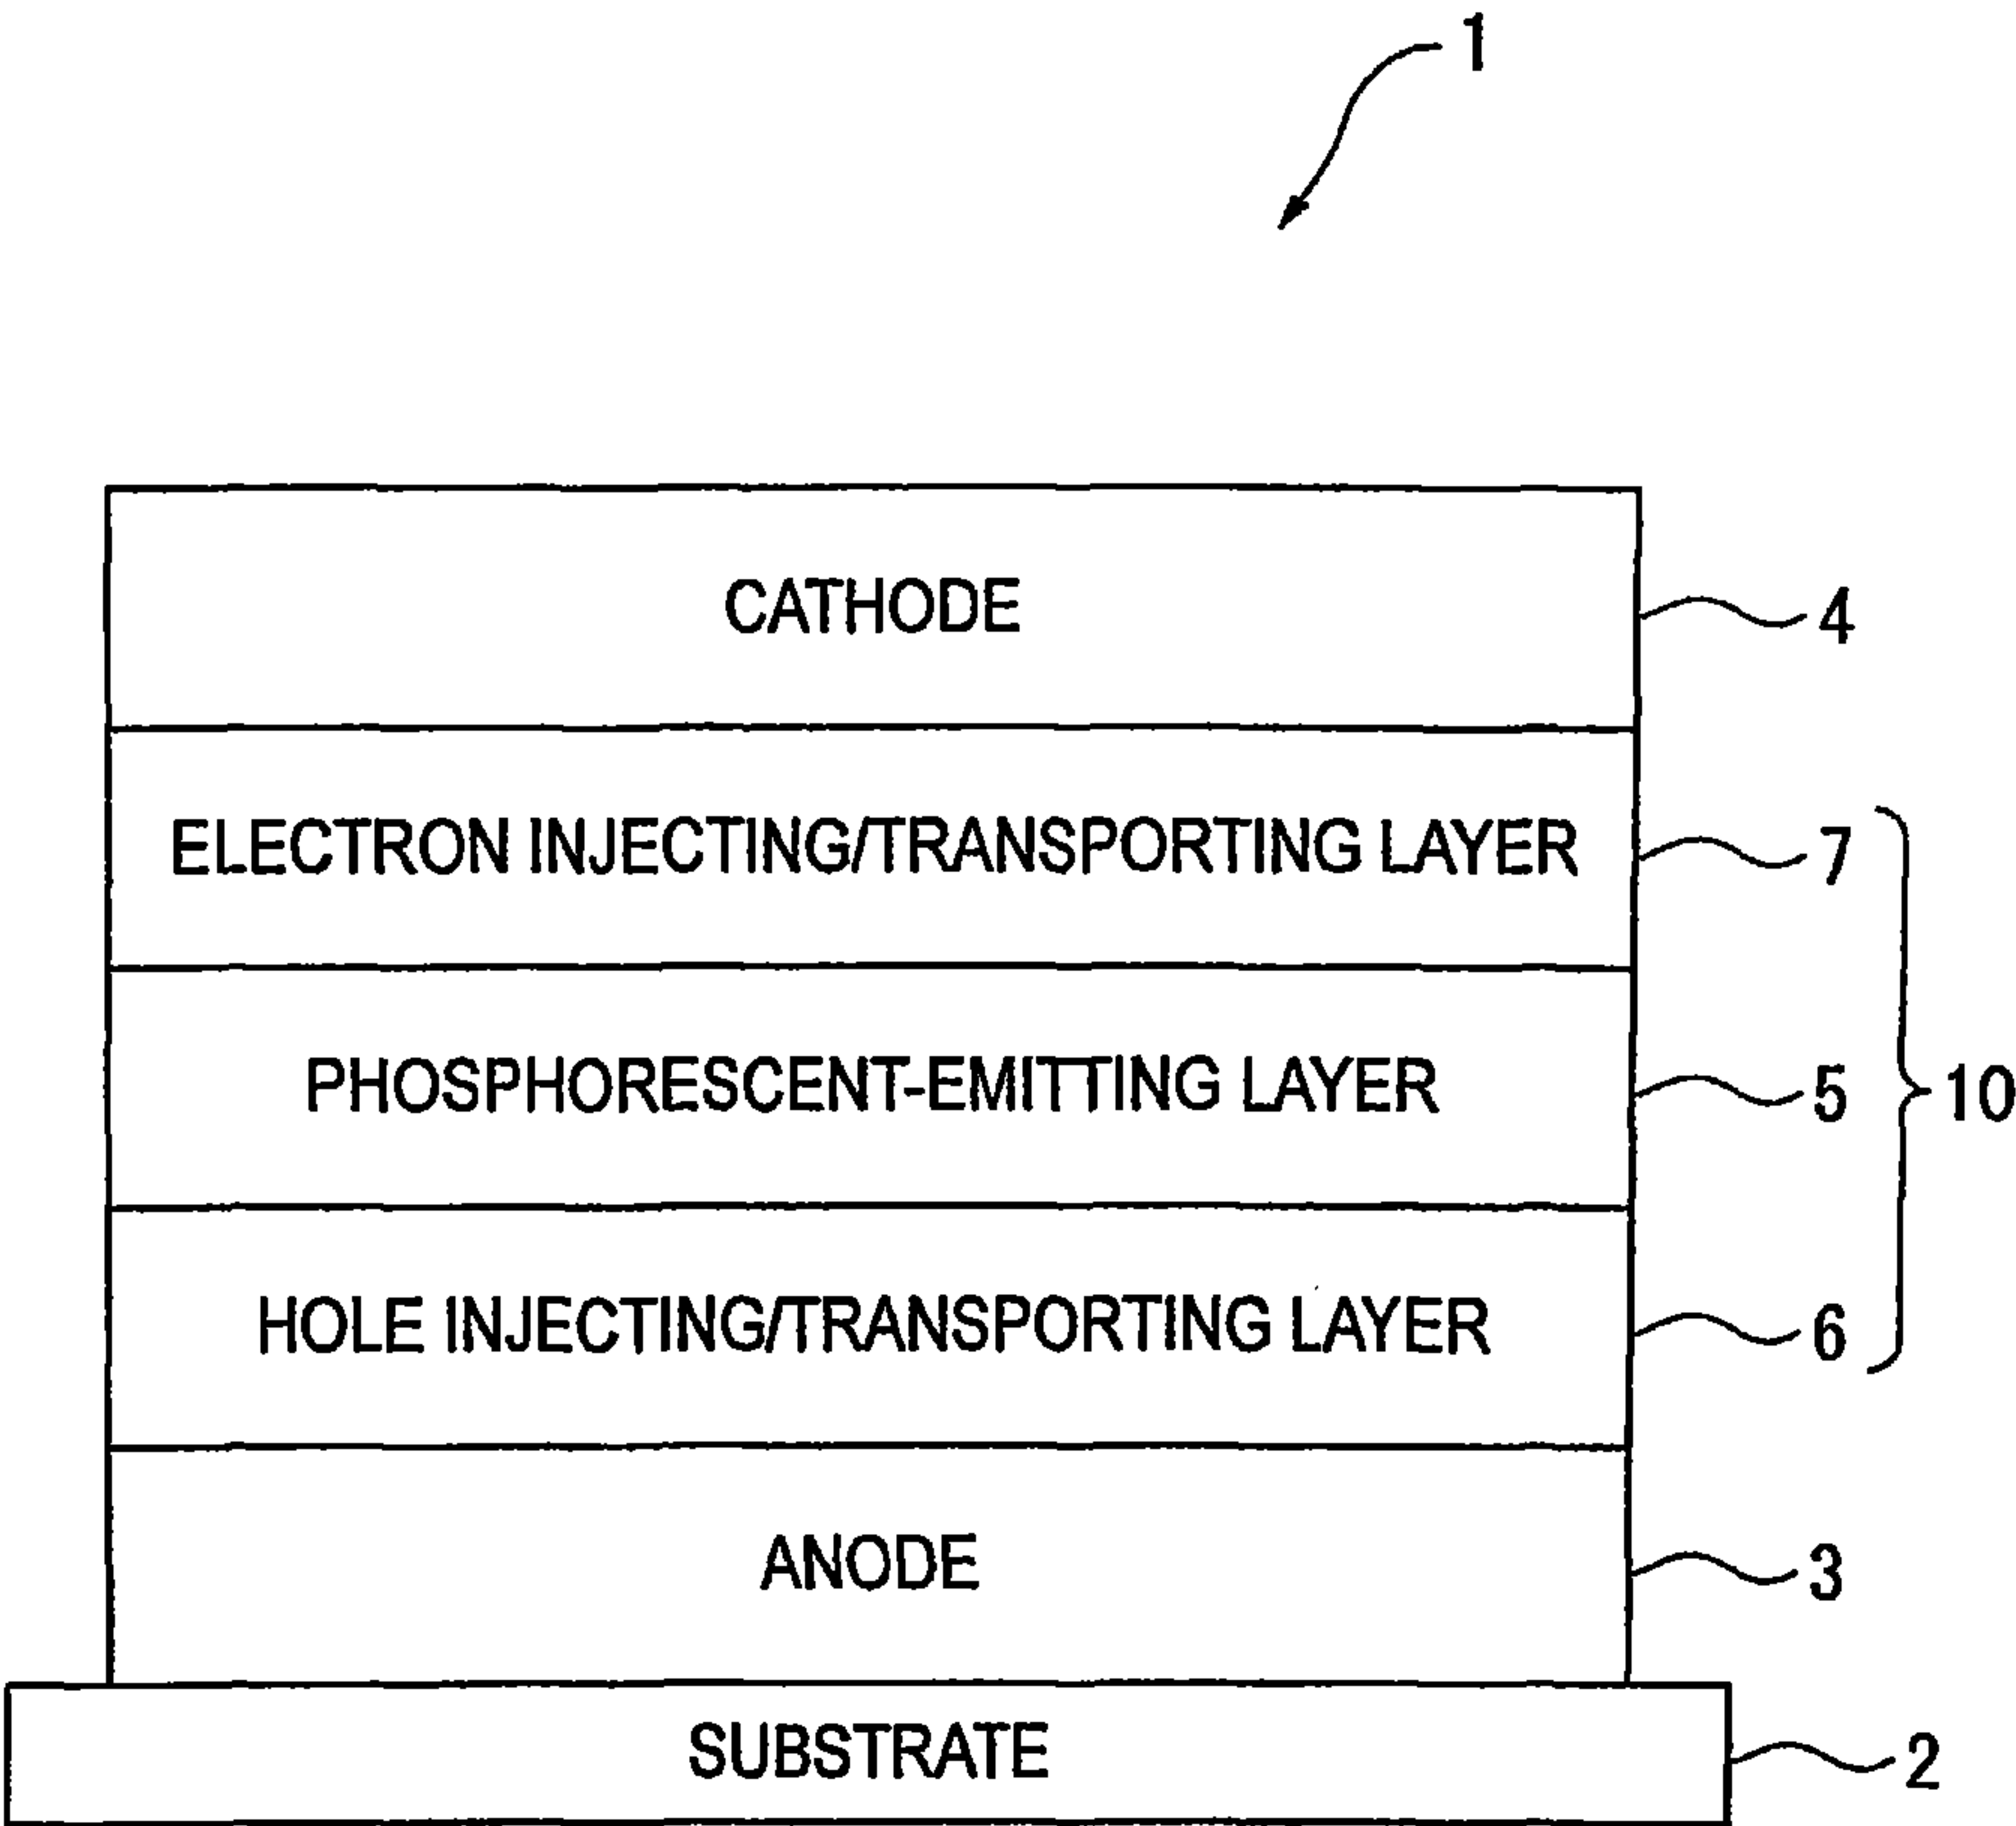 1
CATHODE
4
ELECTRON INJECTING/TRANSPORTING LAYER
7
PHOSPHORESCENT-EMITTING LAYER
5
10
HOLE INJECTING/TRANSPORTING LAYER
6
ANODE
3
SUBSTRATE
2